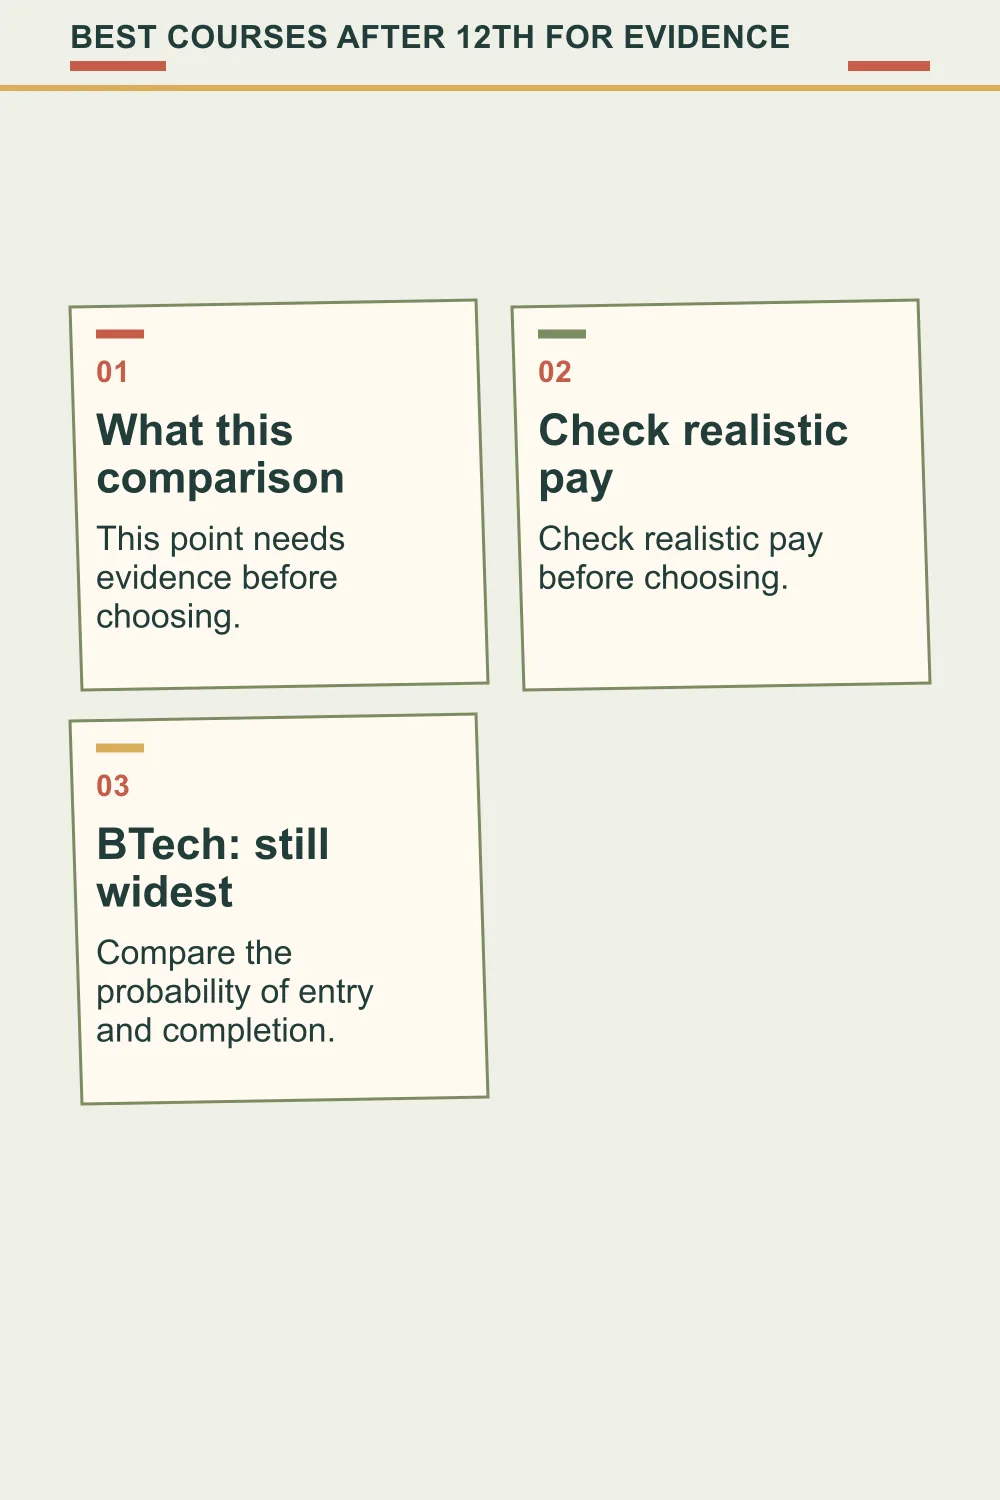 BEST COURSES AFTER 12TH FOR EVIDENCE
01
What this
comparison
This point needs
evidence before
choosing.
02
Check realistic
pay
Check realistic pay
before choosing.
03
BTech: still
widest
Compare the
probability of entry
and completion.